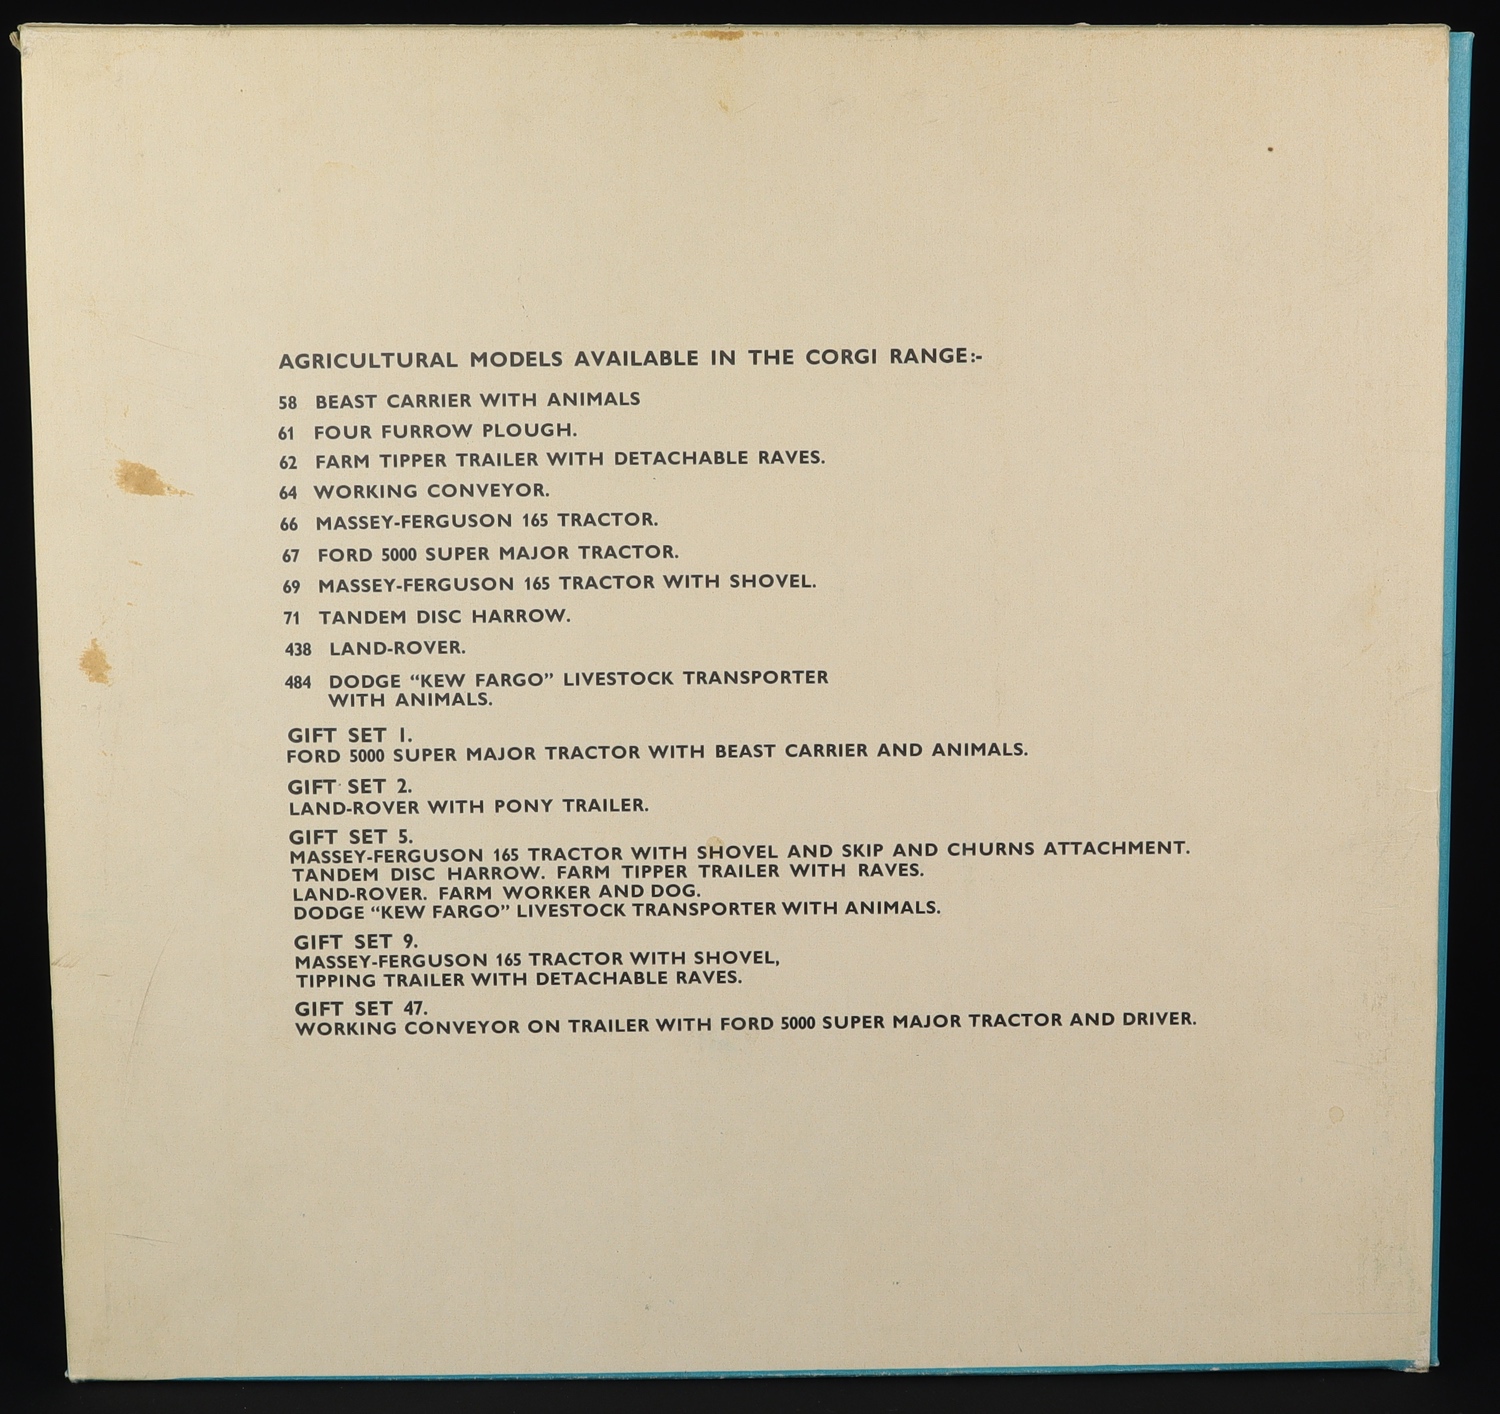 AGRICULTURAL MODELS AVAILABLE IN THE CORGI RANGE:-
58 BEAST CARRIER WITH ANIMALS
61 FOUR FURROW PLOUGH.
62 FARM TIPPER TRAILER WITH DETACHABLE RAVES.
64 WORKING CONVEYOR.
66 MASSEY-FERGUSON 165 TRACTOR.
67 FORD 5000 SUPER MAJOR TRACTOR.
69 MASSEY-FERGUSON 165 TRACTOR WITH SHOVEL.
71 TANDEM DISC HARROW.
438 LAND-ROVER.
484 DODGE “KEW FARGO” LIVESTOCK TRANSPORTER
WITH ANIMALS.
GIFT SET 1.
FORD 5000 SUPER MAJOR TRACTOR WITH BEAST CARRIER AND ANIMALS.
GIFT SET 2.
LAND-ROVER WITH PONY TRAILER.
GIFT SET 5.
MASSEY-FERGUSON 165 TRACTOR WITH SHOVEL AND SKIP AND CHURNS ATTACHMENT.
TANDEM DISC HARROW. FARM TIPPER TRAILER WITH RAVES.
LAND-ROVER. FARM WORKER AND DOG.
DODGE “KEW FARGO” LIVESTOCK TRANSPORTER WITH ANIMALS.
GIFT SET 9.
MASSEY-FERGUSON 165 TRACTOR WITH SHOVEL,
TIPPING TRAILER WITH DETACHABLE RAVES.
GIFT SET 47.
WORKING CONVEYOR ON TRAILER WITH FORD 5000 SUPER MAJOR TRACTOR AND DRIVER.